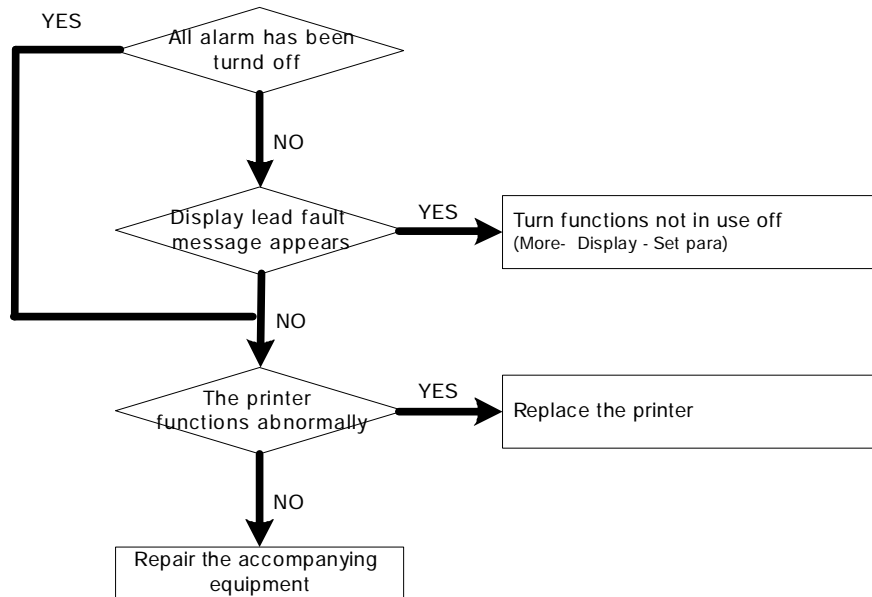 YES
All alarm has been
turnd off
NO
Display lead fault
message appears
YES
Turn functions not in use off
(More- Display - Set para)
NO
The printer
functions abnormally
YES
Replace the printer
NO
Repair the accompanying
equipment